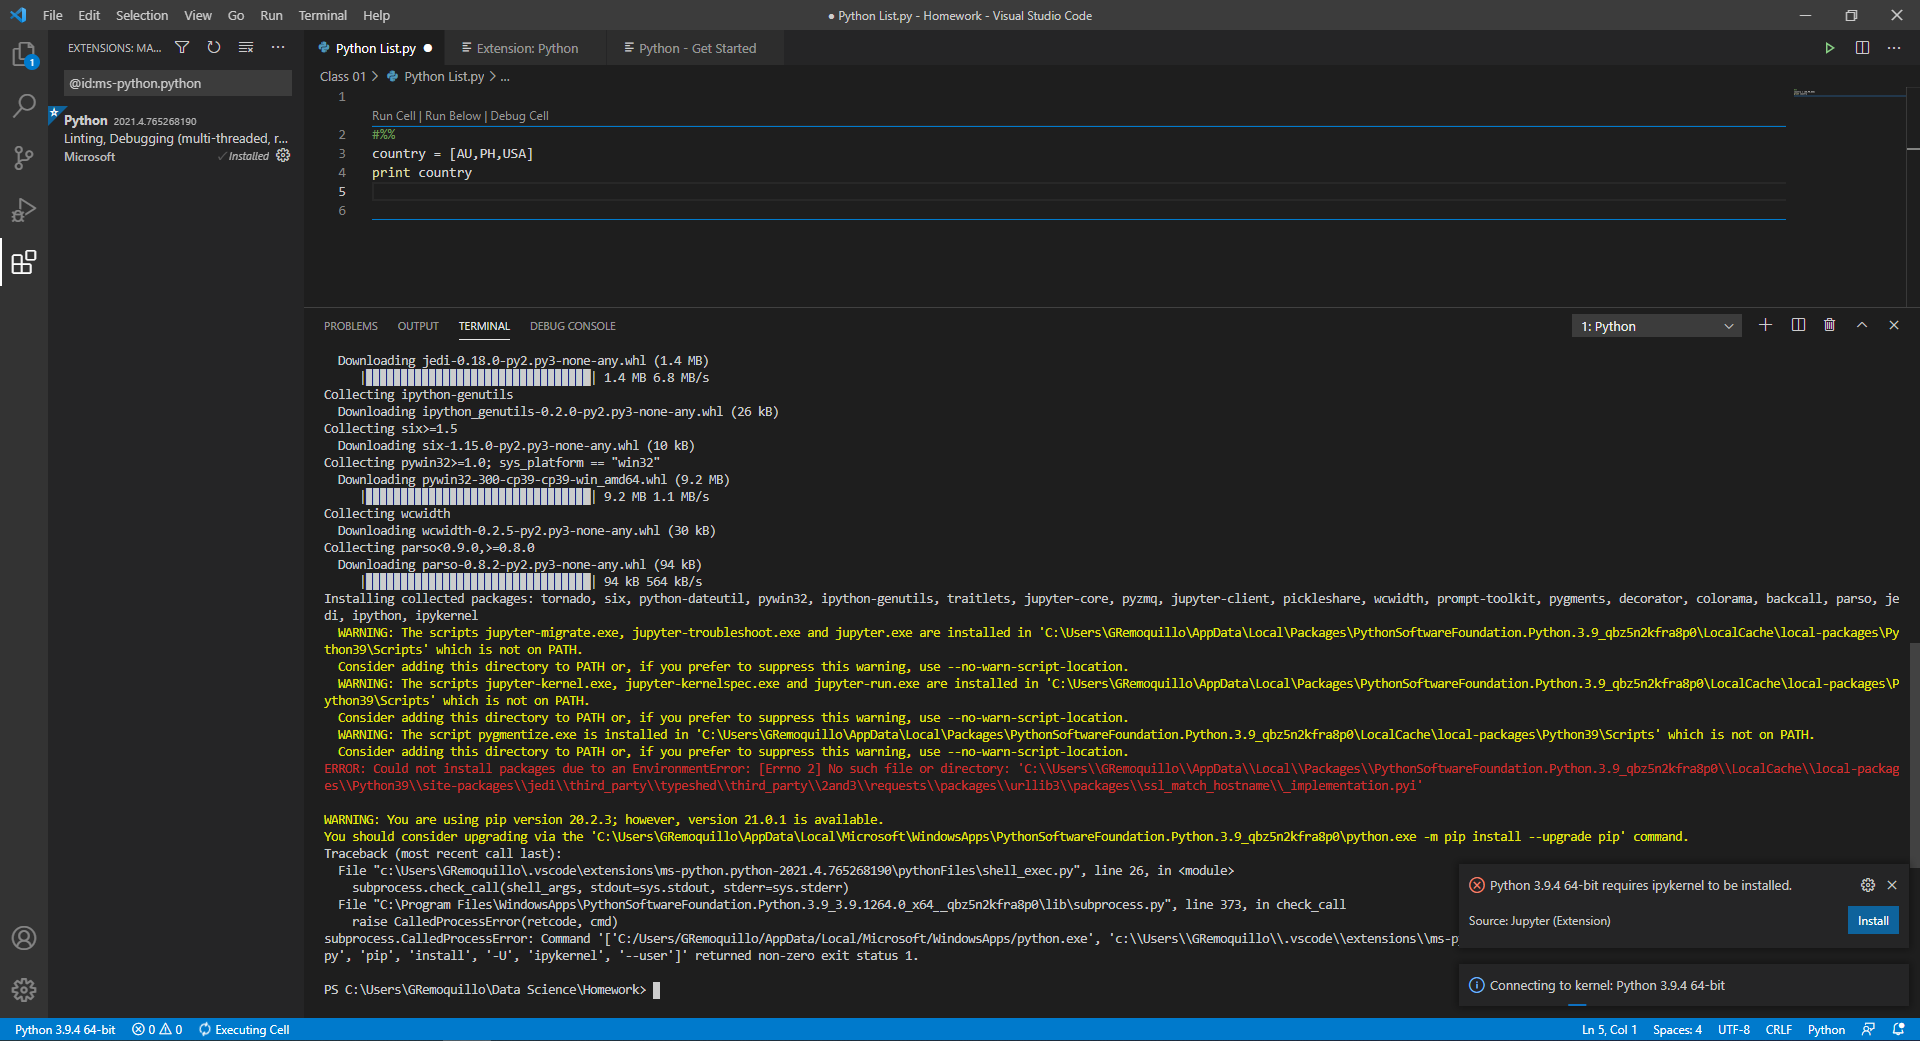 File Edit Selection View Go Run Terminal Help
● Python List.py - Homework - Visual Studio Code
EXTENSIONS: MA...
@id:ms-python.python
Python 2021.4.765268190
Linting, Debugging (multi-threaded, r...
Microsoft
✓Installed
1
Python List.py ●
Extension: Python
Python - Get Started
Class 01 > Python List.py > ...
1
Run Cell | Run Below | Debug Cell
2 #%%
3 country = [AU,PH,USA]
4 print country
5
6
PROBLEMS OUTPUT TERMINAL DEBUG CONSOLE
1: Python
Downloading jedi-0.18.0-py2.py3-none-any.whl (1.4 MB)
1.4 MB 6.8 MB/s
Collecting ipython-genutils
Downloading ipython_genutils-0.2.0-py2.py3-none-any.whl (26 kB)
Collecting six>=1.5
Downloading six-1.15.0-py2.py3-none-any.whl (10 kB)
Collecting pywin32>=1.0; sys_platform == "win32"
Downloading pywin32-300-cp39-cp39-win_amd64.whl (9.2 MB)
9.2 MB 1.1 MB/s
Collecting wcwidth
Downloading wcwidth-0.2.5-py2.py3-none-any.whl (30 kB)
Collecting parso<0.9.0,>=0.8.0
Downloading parso-0.8.2-py2.py3-none-any.whl (94 kB)
94 kB 564 kB/s
Installing collected packages: tornado, six, python-dateutil, pywin32, ipython-genutils, traitlets, jupyter-core, pyzmq, jupyter-client, pickleshare, wcwidth, prompt-toolkit, pygments, decorator, colorama, backcall, parso, je
di, ipython, ipykernel
WARNING: The scripts jupyter-migrate.exe, jupyter-troubleshoot.exe and jupyter.exe are installed in 'C:\Users\GRemoquillo\AppData\Local\Packages\PythonSoftwareFoundation.Python.3.9_qbz5n2kfra8p0\LocalCache\local-packages\Py
thon39\Scripts' which is not on PATH.
Consider adding this directory to PATH or, if you prefer to suppress this warning, use --no-warn-script-location.
WARNING: The scripts jupyter-kernel.exe, jupyter-kernelspec.exe and jupyter-run.exe are installed in 'C:\Users\GRemoquillo\AppData\Local\Packages\PythonSoftwareFoundation.Python.3.9_qbz5n2kfra8p0\LocalCache\local-packages\P
ython39\Scripts' which is not on PATH.
Consider adding this directory to PATH or, if you prefer to suppress this warning, use --no-warn-script-location.
WARNING: The script pygmentize.exe is installed in 'C:\Users\GRemoquillo\AppData\Local\Packages\PythonSoftwareFoundation.Python.3.9_qbz5n2kfra8p0\LocalCache\local-packages\Python39\Scripts' which is not on PATH.
Consider adding this directory to PATH or, if you prefer to suppress this warning, use --no-warn-script-location.
ERROR: Could not install packages due to an EnvironmentError: [Errno 2] No such file or directory: 'C:\\Users\\GRemoquillo\\AppData\\Local\\Packages\\PythonSoftwareFoundation.Python.3.9_qbz5n2kfra8p0\\LocalCache\\local-packag
es\\Python39\\site-packages\\jedi\\third_party\\typeshed\\third_party\\2and3\\requests\\packages\\urllib3\\packages\\ssl_match_hostname\\_implementation.pyi'
WARNING: You are using pip version 20.2.3; however, version 21.0.1 is available.
You should consider upgrading via the 'C:\Users\GRemoquillo\AppData\Local\Microsoft\WindowsApps\PythonSoftwareFoundation.Python.3.9_qbz5n2kfra8p0\python.exe -m pip install --upgrade pip' command.
Traceback (most recent call last):
File "c:\Users\GRemoquillo\.vscode\extensions\ms-python.python-2021.4.765268190\pythonFiles\shell_exec.py", line 26, in <module>
subprocess.check_call(shell_args, stdout=sys.stdout, stderr=sys.stderr)
File "C:\Program Files\WindowsApps\PythonSoftwareFoundation.Python.3.9_3.9.1264.0_x64__qbz5n2kfra8p0\lib\subprocess.py", line 373, in check_call
raise CalledProcessError(retcode, cmd)
subprocess.CalledProcessError: Command '['C:/Users/GRemoquillo/AppData/Local/Microsoft/WindowsApps/python.exe', 'c:\\Users\\GRemoquillo\\.vscode\\extensions\\ms-p
py', 'pip', 'install', '-U', 'ipykernel', '--user']' returned non-zero exit status 1.
PS C:\Users\GRemoquillo\Data Science\Homework>
Python 3.9.4 64-bit requires ipykernel to be installed.
Source: Jupyter (Extension)
Install
Connecting to kernel: Python 3.9.4 64-bit
Python 3.9.4 64-bit 0 0 Executing Cell
Ln 5, Col 1 Spaces: 4 UTF-8 CRLF Python